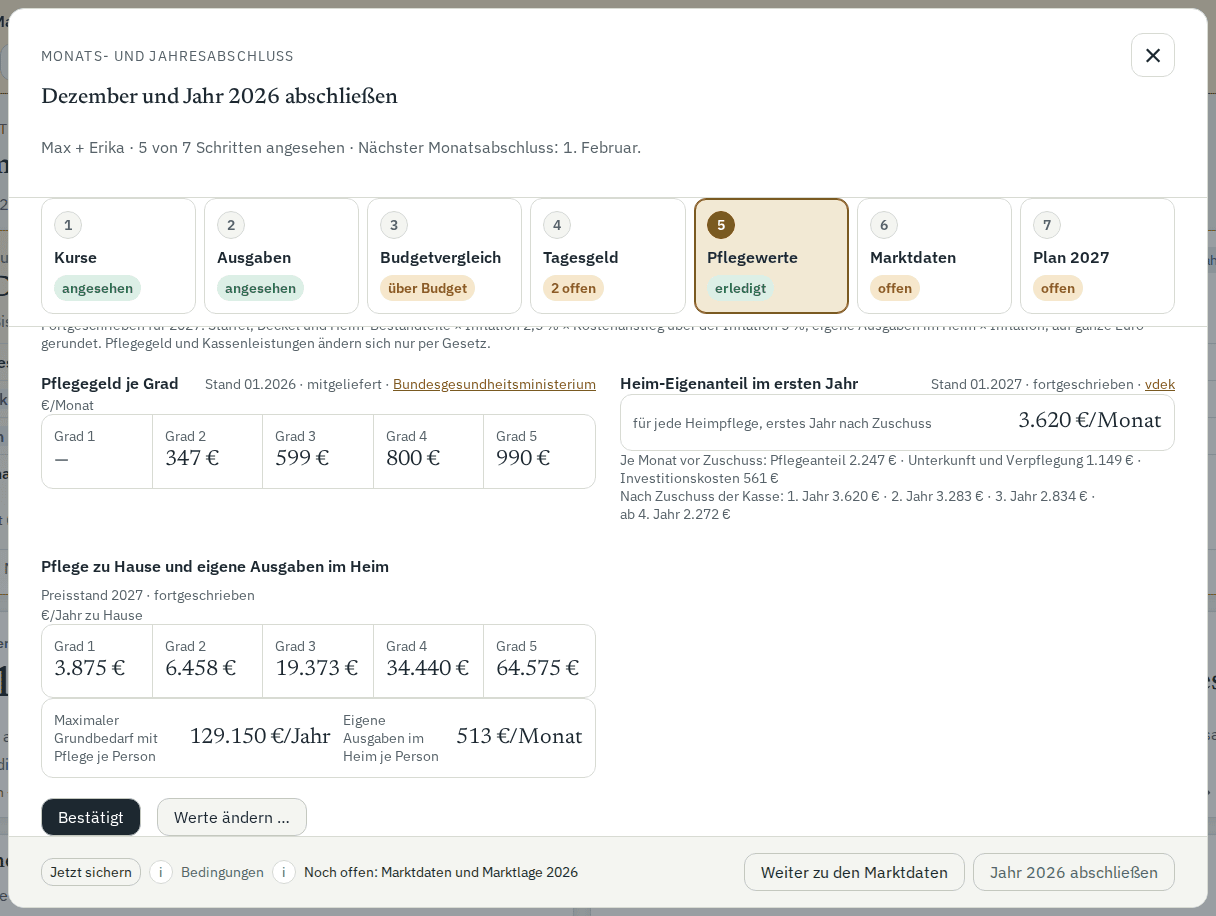 MONATS- UND JAHRESABSCHLUSS
Dezember und Jahr 2026 abschließen
Max + Erika · 5 von 7 Schritten angesehen · Nächster Monatsabschluss: 1. Februar.
1
Kurse
angesehen
2
Ausgaben
angesehen
3
Budgetvergleich
über Budget
4
Tagesgeld
2 offen
5
Pflegewerte
erledigt
6
Marktdaten
offen
7
Plan 2027
offen
gerundet. Pflegegeld und Kassenleistungen ändern sich nur per Gesetz.
Pflegegeld je Grad Stand 01.2026 · mitgeliefert · Bundesgesundheitsministerium
€/Monat
Grad 1
–
Grad 2
347 €
Grad 3
599 €
Grad 4
800 €
Grad 5
990 €
Heim-Eigenanteil im ersten Jahr Stand 01.2027 · fortgeschrieben · vdek
für jede Heimpflege, erstes Jahr nach Zuschuss 3.620 €/Monat
Je Monat vor Zuschuss: Pflegeanteil 2.247 € · Unterkunft und Verpflegung 1.149 € ·
Investitionskosten 561 €
Nach Zuschuss der Kasse: 1. Jahr 3.620 € · 2. Jahr 3.283 € · 3. Jahr 2.834 € ·
ab 4. Jahr 2.272 €
Pflege zu Hause und eigene Ausgaben im Heim
Preisstand 2027 · fortgeschrieben
€/Jahr zu Hause
Grad 1
3.875 €
Grad 2
6.458 €
Grad 3
19.373 €
Grad 4
34.440 €
Grad 5
64.575 €
Maximaler
Grundbedarf mit
Pflege je Person
129.150 €/Jahr
Eigene
Ausgaben im
Heim je Person
513 €/Monat
Bestätigt
Werte ändern ...
Jetzt sichern
i
Bedingungen
i
Noch offen: Marktdaten und Marktlage 2026
Weiter zu den Marktdaten
Jahr 2026 abschließen